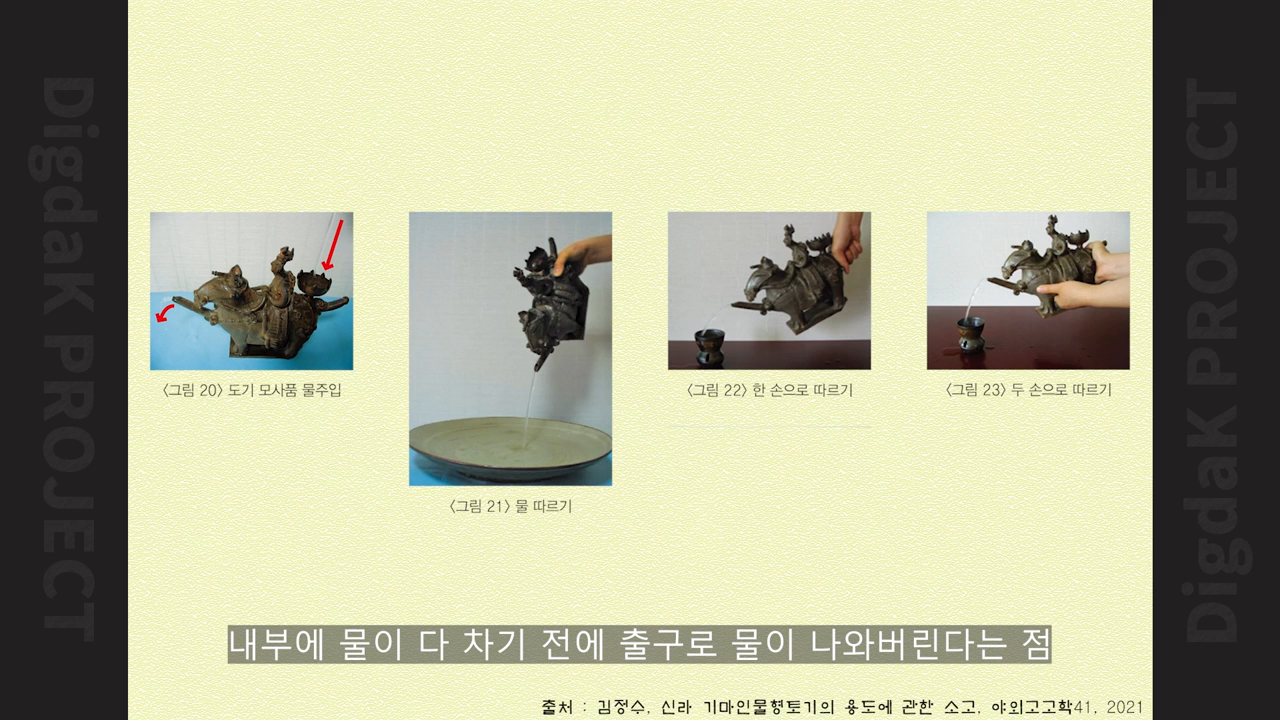 DigdaK PROJECT
DigdaK PROJECT
<그림 20> 도기 모사품 물주입
<그림 21> 물 따르기
<그림 22> 한 손으로 따르기
<그림 23> 두 손으로 따르기
내부에 물이 다 차기 전에 출구로 물이 나와버린다는 점
출처 : 김정수, 신라 기마인물형토기의 용도에 관한 소고, 야외고고학41, 2021